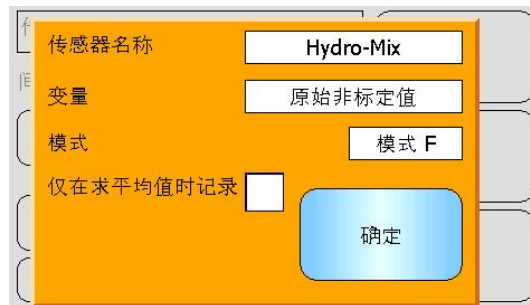 传感器名称 Hydro-Mix
变量 原始非标定值
模式 模式 F
仅在求平均值时记录
确定